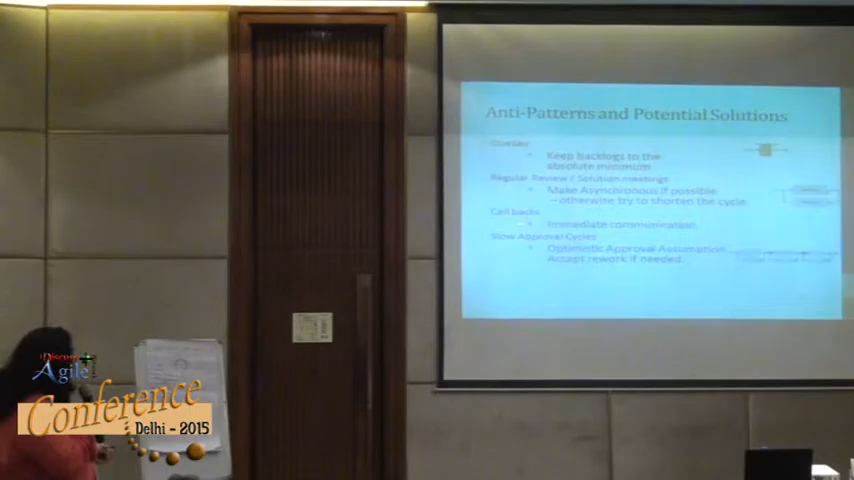 Anti-Patterns and Potential Solutions
Queues
Keep backlogs to the
absolute minimum
Regular Review / Solution meetings
Make Asynchronous if possible
– otherwise try to shorten the cycle
Call backs
Immediate communication
Slow Approval Cycles
Optimistic Approval Assumption
Accept rework if needed.
Discuss
Agile
Conference
Delhi - 2015